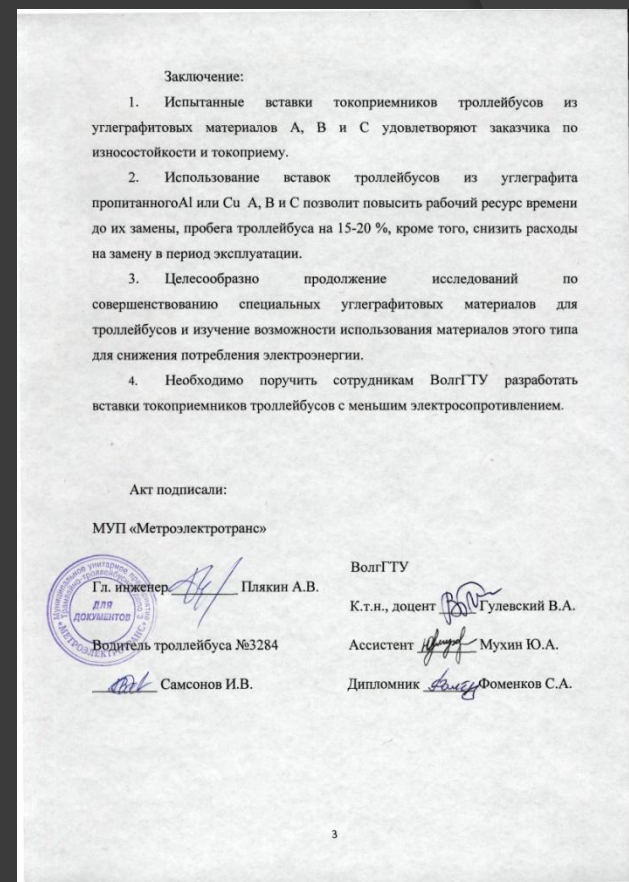 Заключение:
1. Испытанные вставки токоприемников троллейбусов из
углеграфитовых материалов А, В и С удовлетворяют заказчика по
износостойкости и токоприему.
2. Использование вставок троллейбусов из углеграфита
пропитанногоAl или Cu А, В и С позволит повысить рабочий ресурс времени
до их замены, пробега троллейбуса на 15-20 %, кроме того, снизить расходы
на замену в период эксплуатации.
3. Целесообразно продолжение исследований по
совершенствованию специальных углеграфитовых материалов для
троллейбусов и изучение возможности использования материалов этого типа
для снижения потребления электроэнергии.
4. Необходимо поручить сотрудникам ВолгГТУ разработать
вставки токоприемников троллейбусов с меньшим электросопротивлением.
Акт подписали:
МУП «Метроэлектротранс»
Гл. инженер Плякин А.В.
Водитель троллейбуса №3284
Самсонов И.В.
ВолгГТУ
К.т.н., доцент Гулевский В.А.
Ассистент Мухин Ю.А.
Дипломник Фоменков С.А.
ДЛЯ
ДОКУМЕНТОВ
«МЕТРОЭЛЕКТРОТРАНС»
3